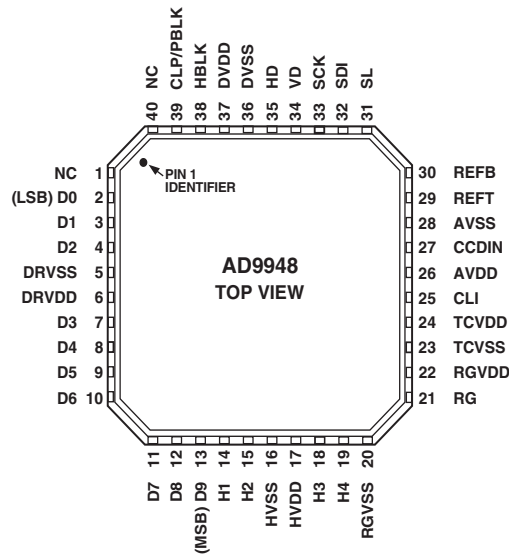 40 NC
39 CLP/PBLK
38 HBLK
37 DVDD
36 DVSS
35 HD
34 VD
33 SCK
32 SDI
31 SL
NC 1
(LSB) D0 2
D1 3
D2 4
DRVSS 5
DRVDD 6
D3 7
D4 8
D5 9
D6 10
PIN 1
IDENTIFIER
AD9948
TOP VIEW
30 REFB
29 REFT
28 AVSS
27 CCDIN
26 AVDD
25 CLI
24 TCVDD
23 TCVSS
22 RGVDD
21 RG
D7 11
D8 12
(MSB) D9 13
H1 14
H2 15
HVSS 16
HVDD 17
H3 18
H4 19
RGVSS 20